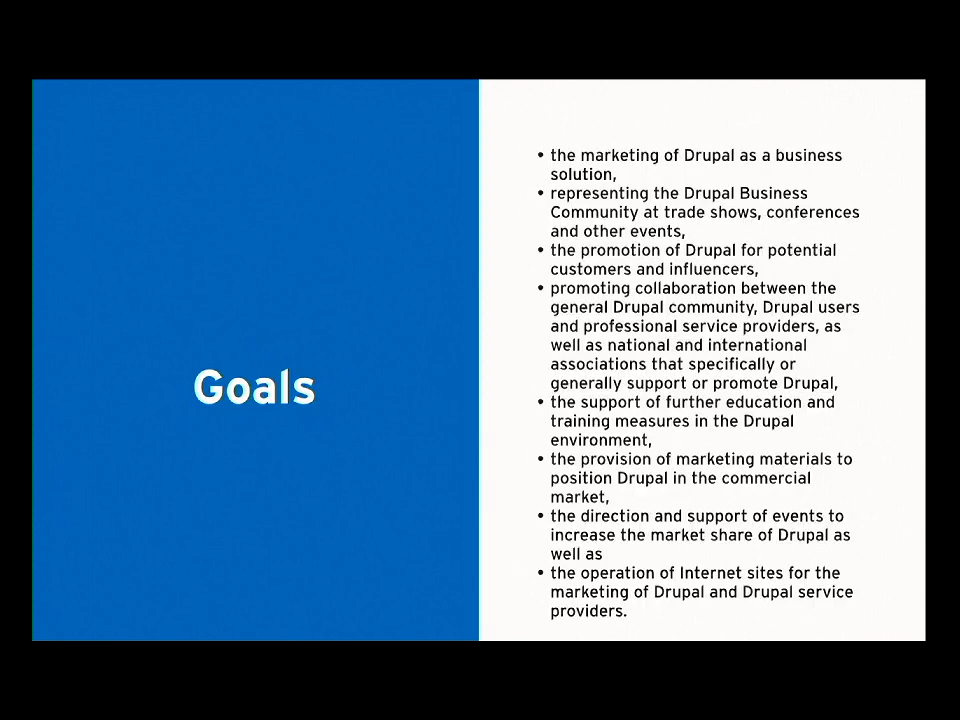 Goals
• the marketing of Drupal as a business
solution,
• representing the Drupal Business
Community at trade shows, conferences
and other events,
• the promotion of Drupal for potential
customers and influencers,
• promoting collaboration between the
general Drupal community, Drupal users
and professional service providers, as
well as national and international
associations that specifically or
generally support or promote Drupal,
• the support of further education and
training measures in the Drupal
environment,
• the provision of marketing materials to
position Drupal in the commercial
market,
• the direction and support of events to
increase the market share of Drupal as
well as
• the operation of Internet sites for the
marketing of Drupal and Drupal service
providers.